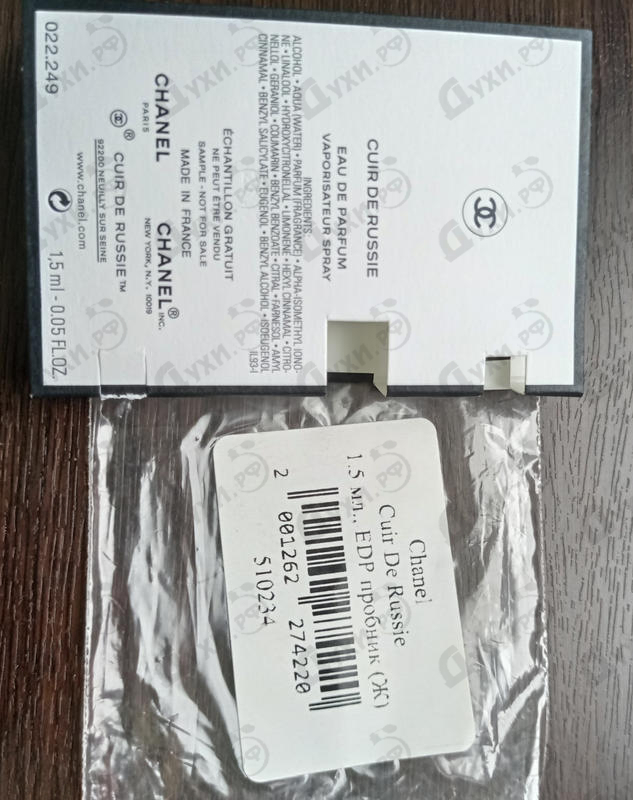 CUIR DE RUSSIE
EAU DE PARFUM
VAPORISATEUR SPRAY
INGREDIENTS:
ALCOHOL • AQUA (WATER) • PARFUM (FRAGRANCE) • ALPHA-ISOMETHYL IONO-
NE • LINALOOL • HYDROXYCITRONELLAL • LIMONENE • HEXYL CINNAMAL • CITRO-
NELLOL • GERANIOL • COUMARIN • BENZYL BENZOATE • CITRAL • FARNESOL • AMYL
CINNAMAL • BENZYL SALICYLATE • EUGENOL • BENZYL ALCOHOL • ISOEUGENOL
IL93-I
ÉCHANTILLON GRATUIT
NE PEUT ÊTRE VENDU
SAMPLE - NOT FOR SALE
MADE IN FRANCE
CHANEL CHANEL® INC.
PARIS NEW YORK, N.Y. 10019
® CUIR DE RUSSIE™
92200 NEUILLY SUR SEINE
www.chanel.com
022.249 1,5 ml - 0.05 FL.OZ.
Chanel
Cuir De Russie
1.5 мл., EDP пробник (Ж)
2 001262 274220
510234
Духи.рф